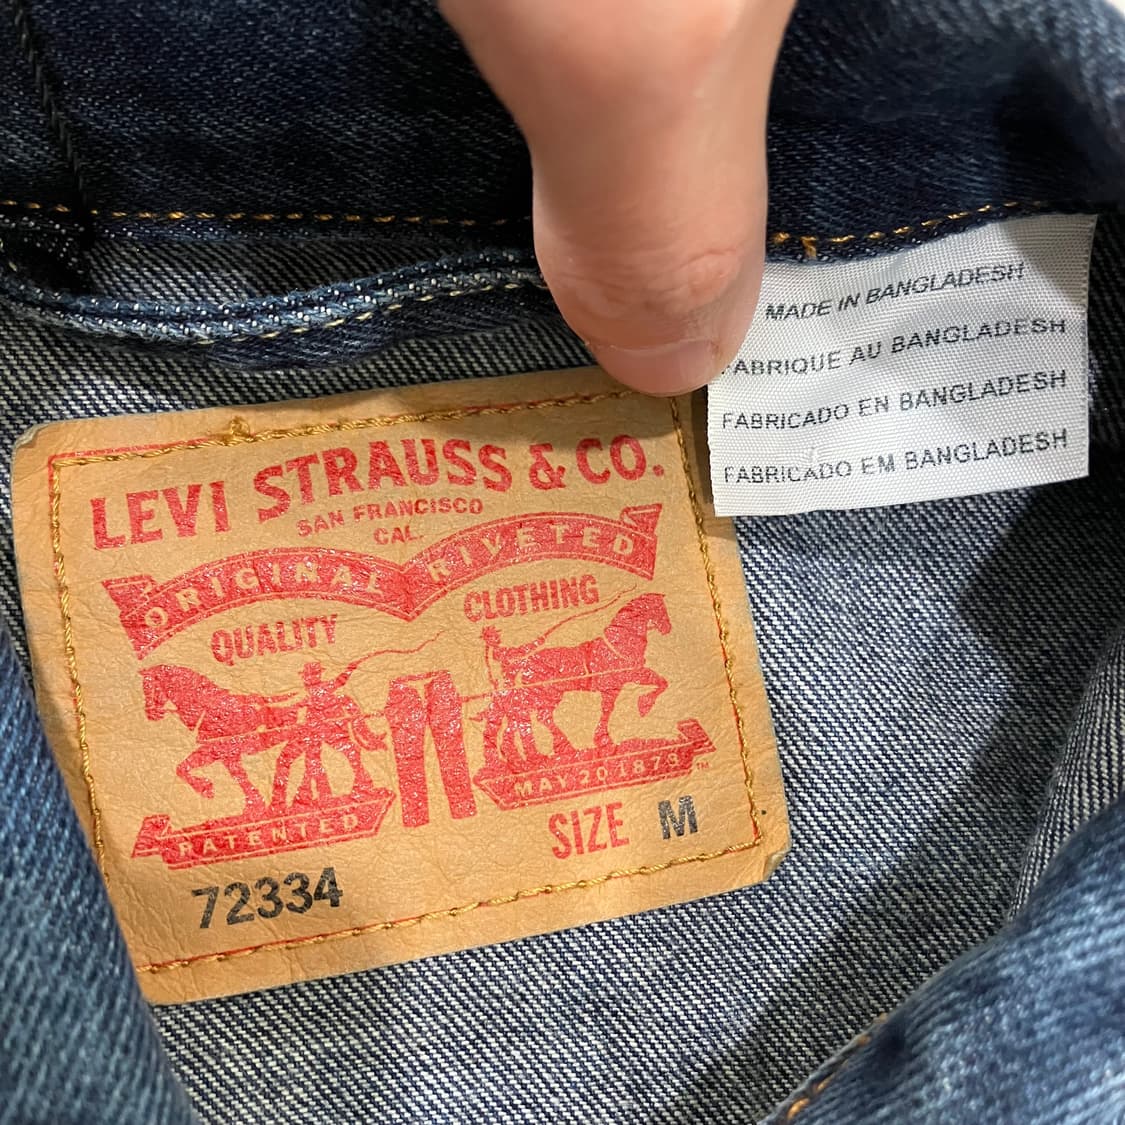 LEVI STRAUSS & CO.
SAN FRANCISCO
CAL.
ORIGINAL RIVETED
QUALITY CLOTHING
PATENTED
MAY 20 1873 ™
SIZE M
72334
MADE IN BANGLADESH
FABRIQUE AU BANGLADESH
FABRICADO EN BANGLADESH
FABRICADO EM BANGLADESH